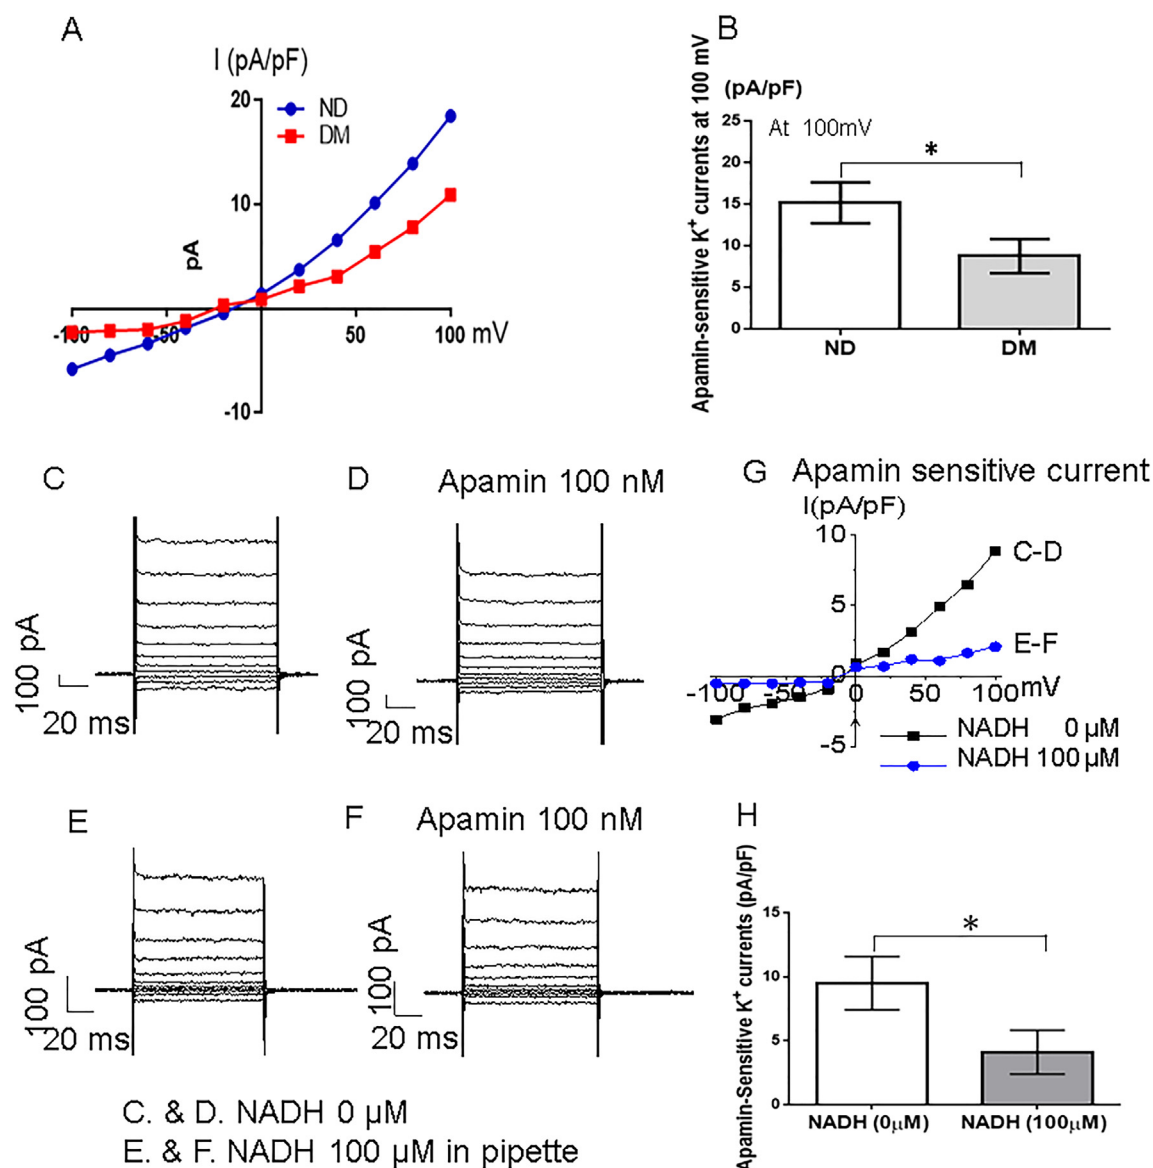 A
I (pA/pF)
20
ND
DM
10
pA
-100
-50
50
100 mV
-10
B
Apamin-sensitive K+ currents at 100 mV
(pA/pF)
25
At 100mV
*
20
15
10
5
0
ND
DM
C
100 pA
20 ms
D
Apamin 100 nM
100 pA
20 ms
G Apamin sensitive current
I(pA/pF)
10
C-D
5
E-F
0
-100
-50
0
50
100mV
-5
NADH 0 µM
NADH 100 µM
E
100 pA
20 ms
F
Apamin 100 nM
100 pA
20 ms
H
Apamin-Sensitive K+ currents (pA/pF)
15
*
10
5
0
NADH (0µM)
NADH (100µM)
C. & D. NADH 0 µM
E. & F. NADH 100 µM in pipette